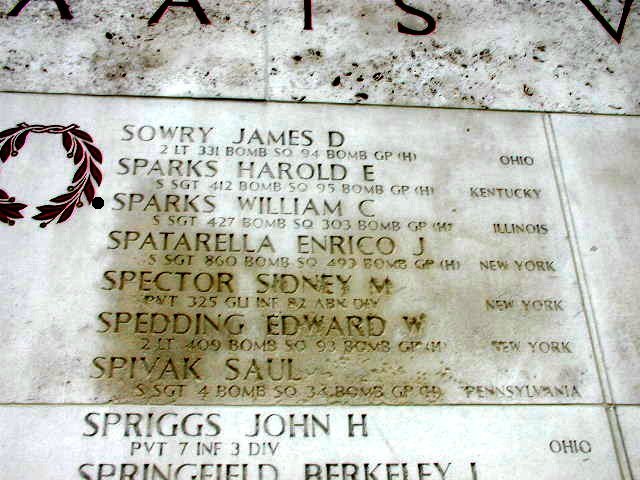 SOWRY JAMES D
2 LT 331 BOMB SQ 94 BOMB GP (H) OHIO
SPARKS HAROLD E
S SGT 412 BOMB SQ 95 BOMB GP (H) KENTUCKY
SPARKS WILLIAM C
S SGT 427 BOMB SQ 303 BOMB GP (H) ILLINOIS
SPATARELLA ENRICO J
S SGT 860 BOMB SQ 493 BOMB GP (H) NEW YORK
SPECTOR SIDNEY M
PVT 325 GLI INF 82 ABN DIV NEW YORK
SPEDDING EDWARD W
2 LT 409 BOMB SQ 93 BOMB GP (H) NEW YORK
SPIVAK SAUL
S SGT 4 BOMB SQ 34 BOMB GP (H) PENNSYLVANIA
SPRIGGS JOHN H
PVT 7 INF 3 DIV OHIO
SPRINGFIELD BERKELEY J